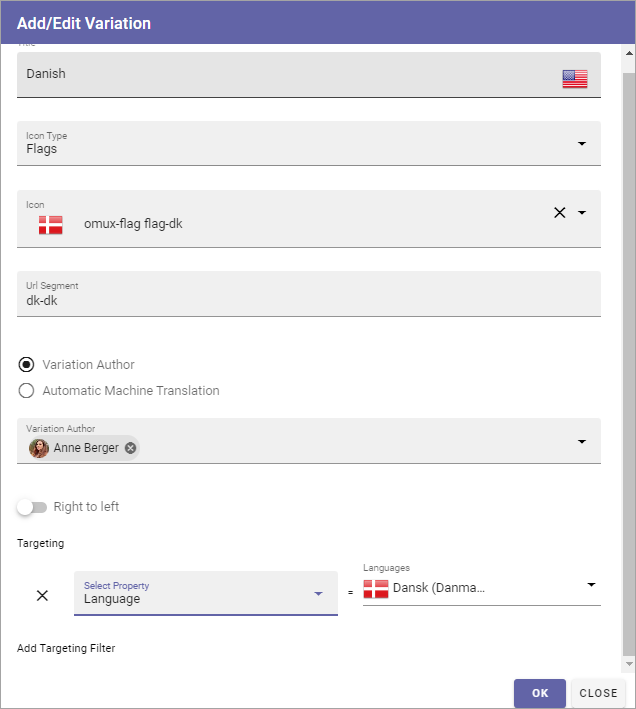 Add/Edit Variation
Title
Danish
Icon Type
Flags
Icon
omux-flag flag-dk
Url Segment
dk-dk
Variation Author
Automatic Machine Translation
Variation Author
Anne Berger
Right to left
Targeting
Select Property
Language
=
Languages
Dansk (Danma...
Add Targeting Filter
OK
CLOSE